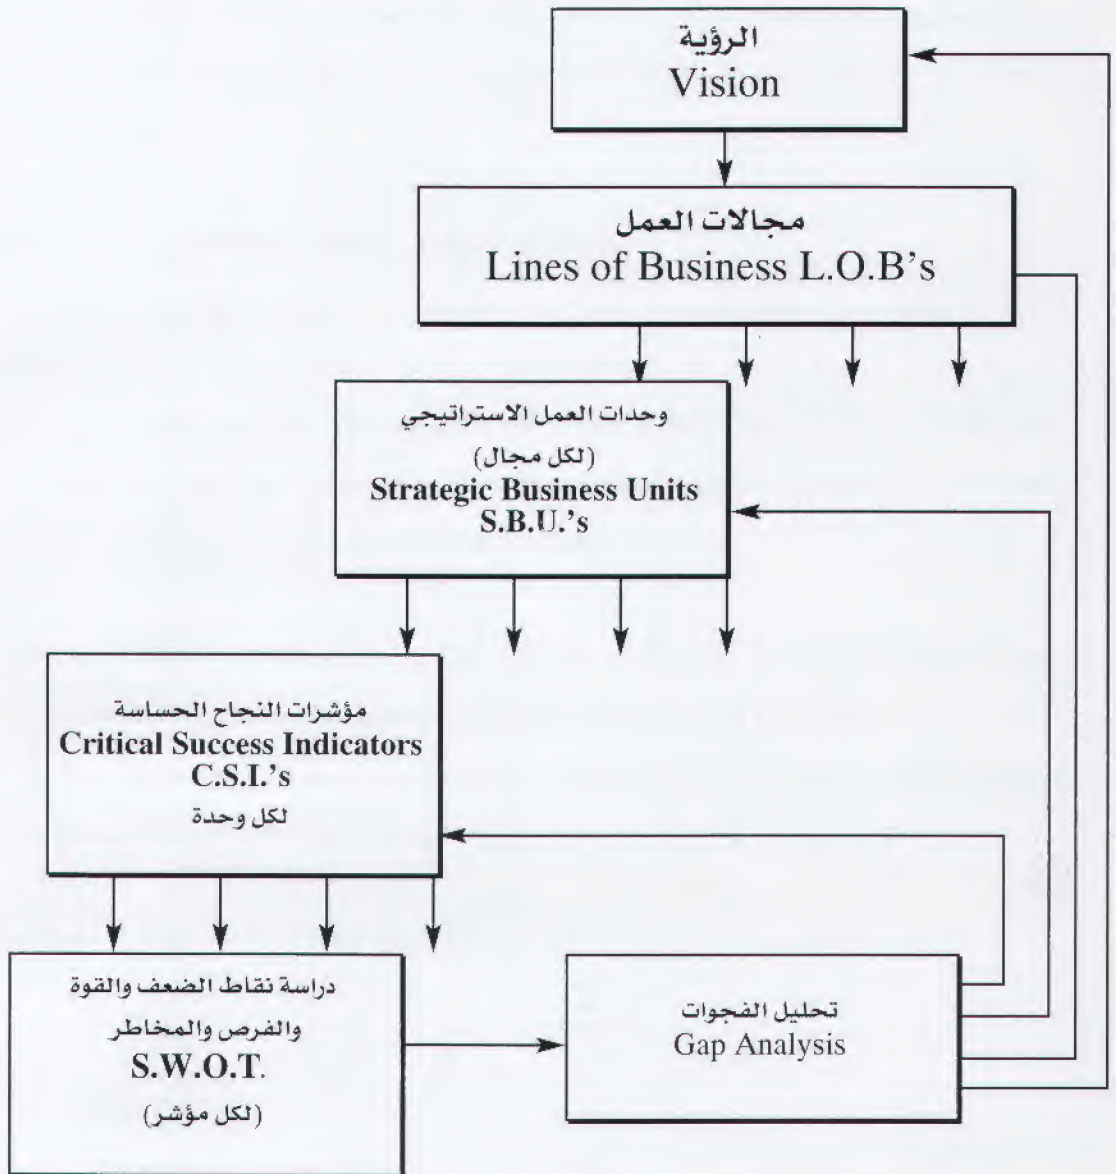 الرؤية
Vision
مجالات العمل
Lines of Business L.O.B's
وحدات العمل الاستراتيجي
(لكل مجال)
Strategic Business Units
S.B.U.'s
مؤشرات النجاح الحساسة
Critical Success Indicators
C.S.I.'s
لكل وحدة
دراسة نقاط الضعف والقوة
والفرص والمخاطر
S.W.O.T.
(لكل مؤشر)
تحليل الفجوات
Gap Analysis